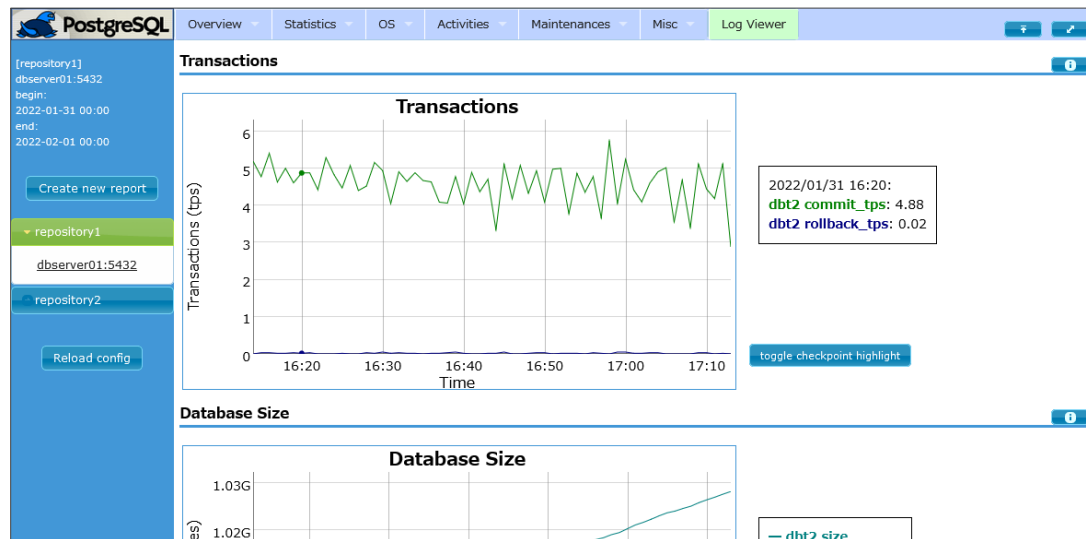 PostgreSQL
Overview
Statistics
OS
Activities
Maintenances
Misc
Log Viewer
[repository1]
dbserver01:5432
begin:
2022-01-31 00:00
end:
2022-02-01 00:00
Create new report
repository1
dbserver01:5432
repository2
Reload config
Transactions
Transactions
Transactions (tps)
6
5
4
3
2
1
0
16:20
16:30
16:40
16:50
17:00
17:10
Time
2022/01/31 16:20:
dbt2 commit_tps: 4.88
dbt2 rollback_tps: 0.02
toggle checkpoint highlight
Database Size
Database Size
1.03G
1.02G
dbt2 size